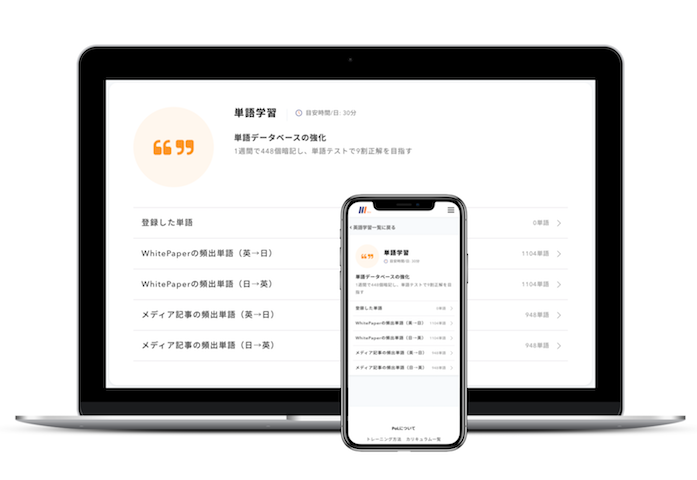 単語学習
目安時間/日: 30分
単語データベースの強化
1週間で448個暗記し、単語テストで9割正解を目指す
登録した単語
0単語
WhitePaperの頻出単語（英→日）
1104単語
WhitePaperの頻出単語（日→英）
1104単語
メディア記事の頻出単語（英→日）
948単語
メディア記事の頻出単語（日→英）
948単語
英語学習一覧に戻る
単語学習
目安時間/日: 30分
単語データベースの強化
1週間で448個暗記し、単語テストで9割正解を目
指す
登録した単語
0単語
WhitePaperの頻出単語（英→日）
1104単語
WhitePaperの頻出単語（日→英）
1104単語
メディア記事の頻出単語（英→日）
948単語
メディア記事の頻出単語（日→英）
948単語
PoLについて
トレーニング方法 カリキュラム一覧